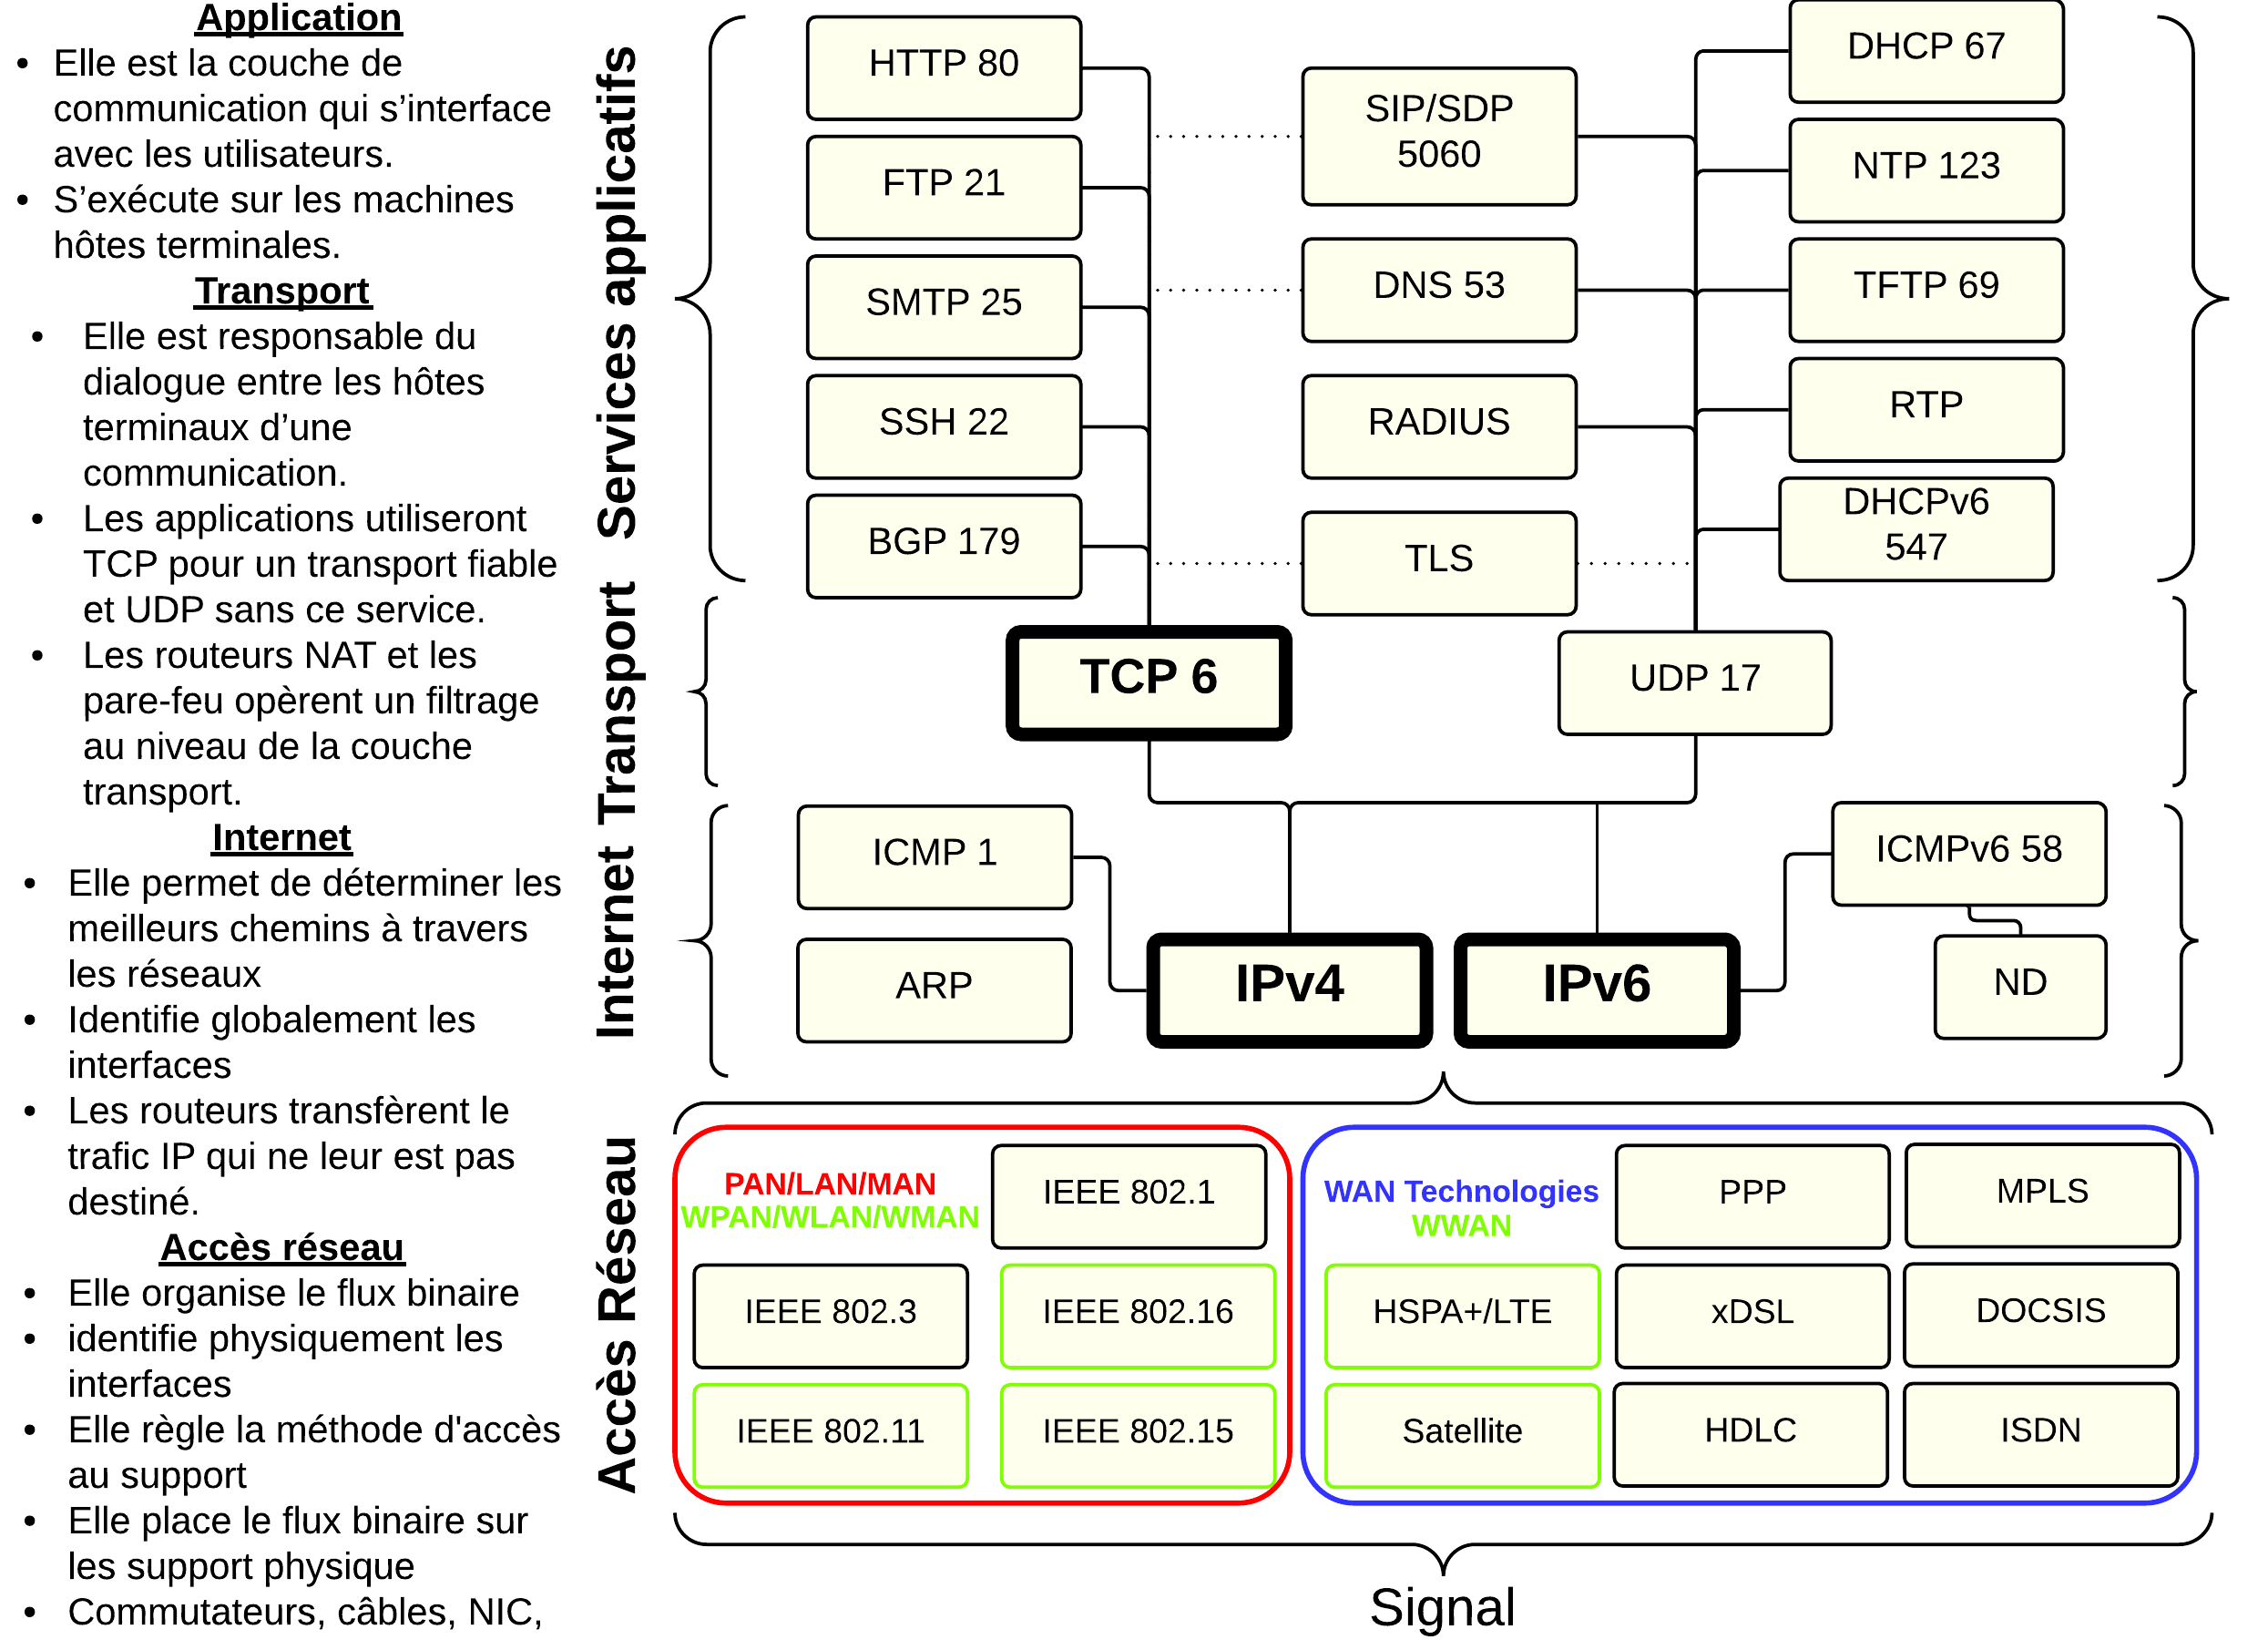 Application
• Elle est la couche de
communication qui s’interface
avec les utilisateurs.
• S’exécute sur les machines
hôtes terminales.
Transport
• Elle est responsable du
dialogue entre les hôtes
terminaux d’une
communication.
• Les applications utiliseront
TCP pour un transport fiable
et UDP sans ce service.
• Les routeurs NAT et les
pare-feu opèrent un filtrage
au niveau de la couche
transport.
Internet
• Elle permet de déterminer les
meilleurs chemins à travers
les réseaux
• Identifie globalement les
interfaces
• Les routeurs transfèrent le
trafic IP qui ne leur est pas
destiné.
Accès réseau
• Elle organise le flux binaire
• identifie physiquement les
interfaces
• Elle règle la méthode d'accès
au support
• Elle place le flux binaire sur
les support physique
• Commutateurs, câbles, NIC,
Services applicatifs
HTTP 80
FTP 21
SMTP 25
SSH 22
BGP 179
SIP/SDP
5060
DNS 53
RADIUS
TLS
DHCP 67
NTP 123
TFTP 69
RTP
DHCPv6
547
Transport
TCP 6
UDP 17
Internet
ICMP 1
ARP
IPv4
IPv6
ICMPv6 58
ND
Accès Réseau
PAN/LAN/MAN
WPAN/WLAN/WMAN
IEEE 802.1
IEEE 802.3
IEEE 802.16
IEEE 802.11
IEEE 802.15
WAN Technologies
WWAN
PPP
MPLS
HSPA+/LTE
xDSL
DOCSIS
Satellite
HDLC
ISDN
Signal